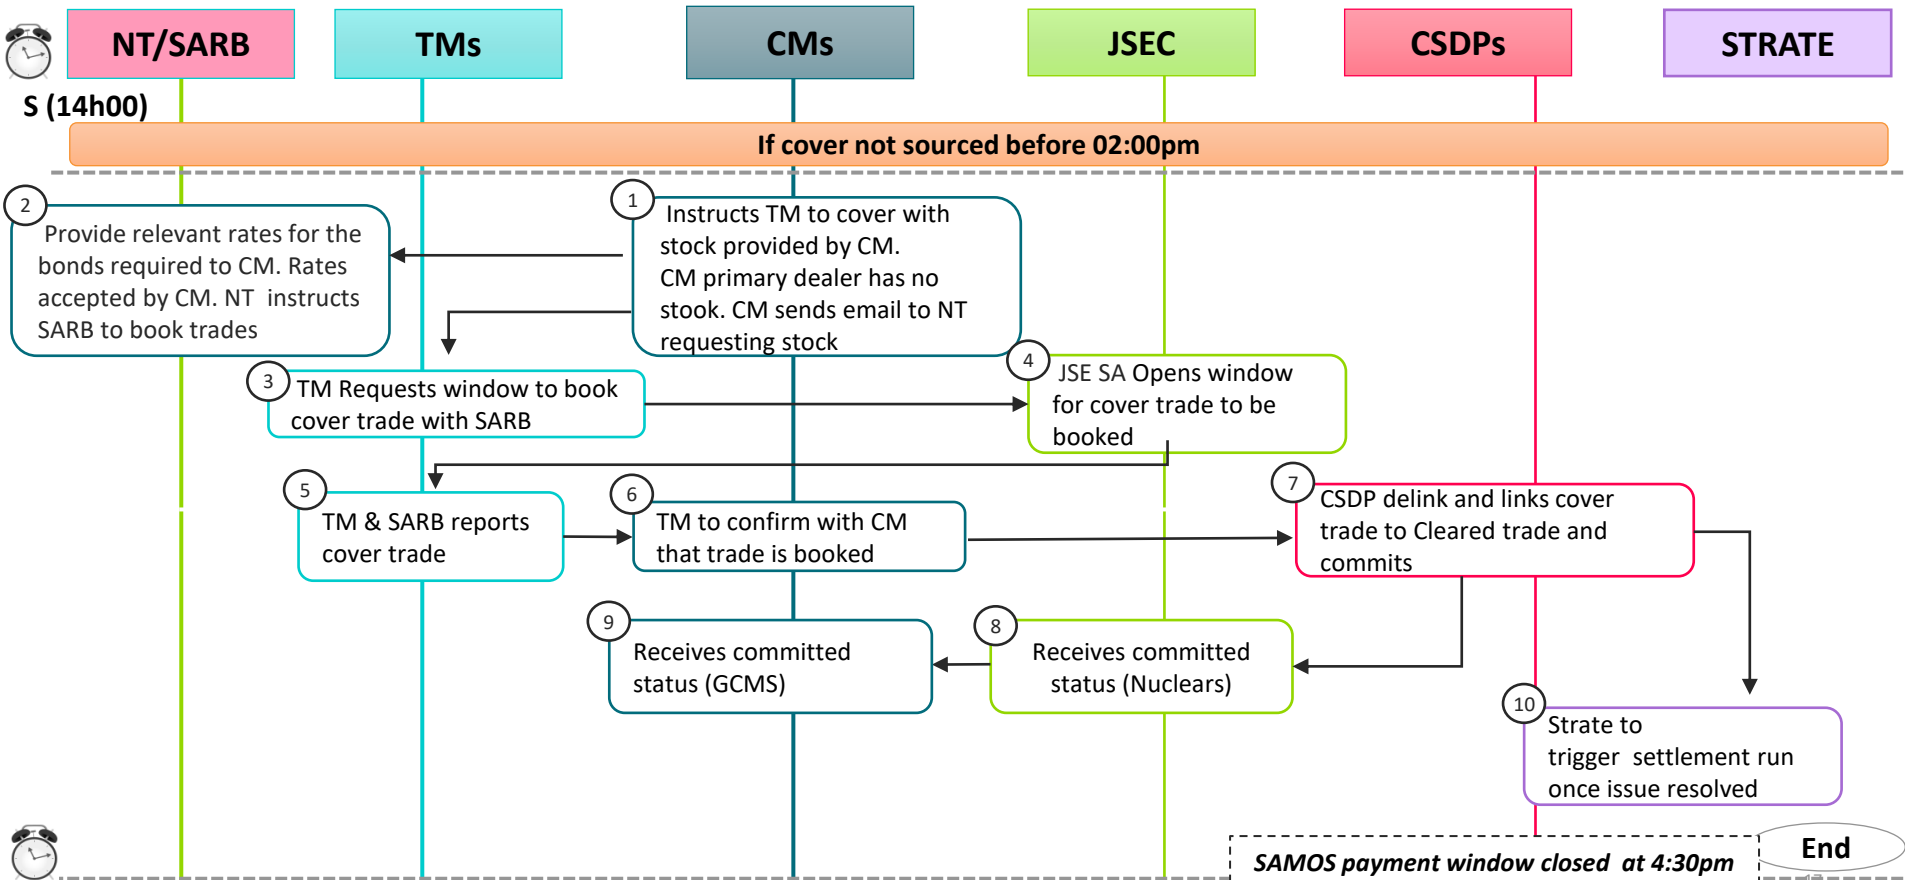 NT/SARB
TMs
CMs
JSEC
CSDPs
STRATE
S (14h00)
If cover not sourced before 02:00pm
2
Provide relevant rates for the
bonds required to CM. Rates
accepted by CM. NT  instructs
SARB to book trades
1
Instructs TM to cover with
stock provided by CM.
CM primary dealer has no
stook. CM sends email to NT
requesting stock
3
TM Requests window to book
cover trade with SARB
4
JSE SA Opens window
for cover trade to be
booked
5
TM & SARB reports
cover trade
6
TM to confirm with CM
that trade is booked
7
CSDP delink and links cover
trade to Cleared trade and
commits
9
Receives committed
status (GCMS)
8
Receives committed
status (Nuclears)
10
Strate to
trigger  settlement run
once issue resolved
SAMOS payment window closed  at 4:30pm
End